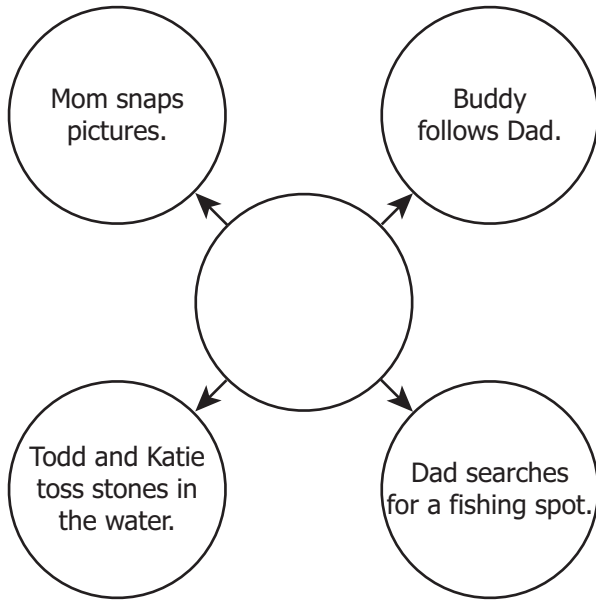 Mom snaps
pictures.
Buddy
follows Dad.
Todd and Katie
toss stones in
the water.
Dad searches
for a fishing spot.